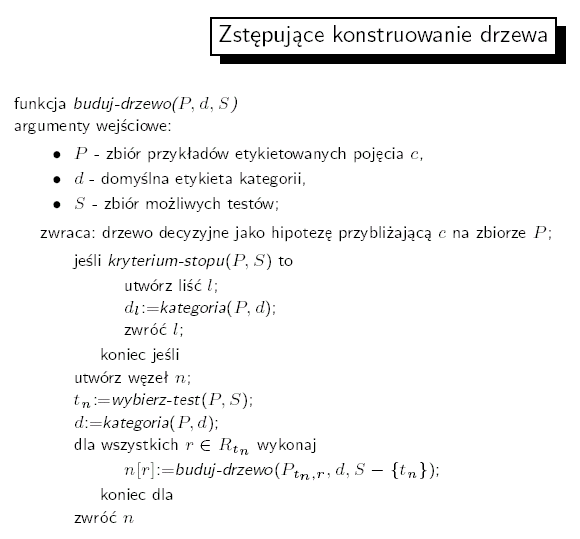 Zstępujące konstruowanie drzewa
funkcja buduj-drzewo(P, d, S)
argumenty wejściowe:
• P - zbiór przykładów etykietowanych pojęcia c,
• d - domyślna etykieta kategorii,
• S - zbiór możliwych testów;
zwraca: drzewo decyzyjne jako hipotezę przybliżającą c na zbiorze P;
jeśli kryterium-stopu(P, S) to
utwórz liść l;
d_l:=kategoria(P, d);
zwróć l;
koniec jeśli
utwórz węzeł n;
t_n:=wybierz-test(P, S);
d:=kategoria(P, d);
dla wszystkich r ∈ R_{t_n} wykonaj
n[r]:=buduj-drzewo(P_{t_n,r}, d, S − {t_n});
koniec dla
zwróć n